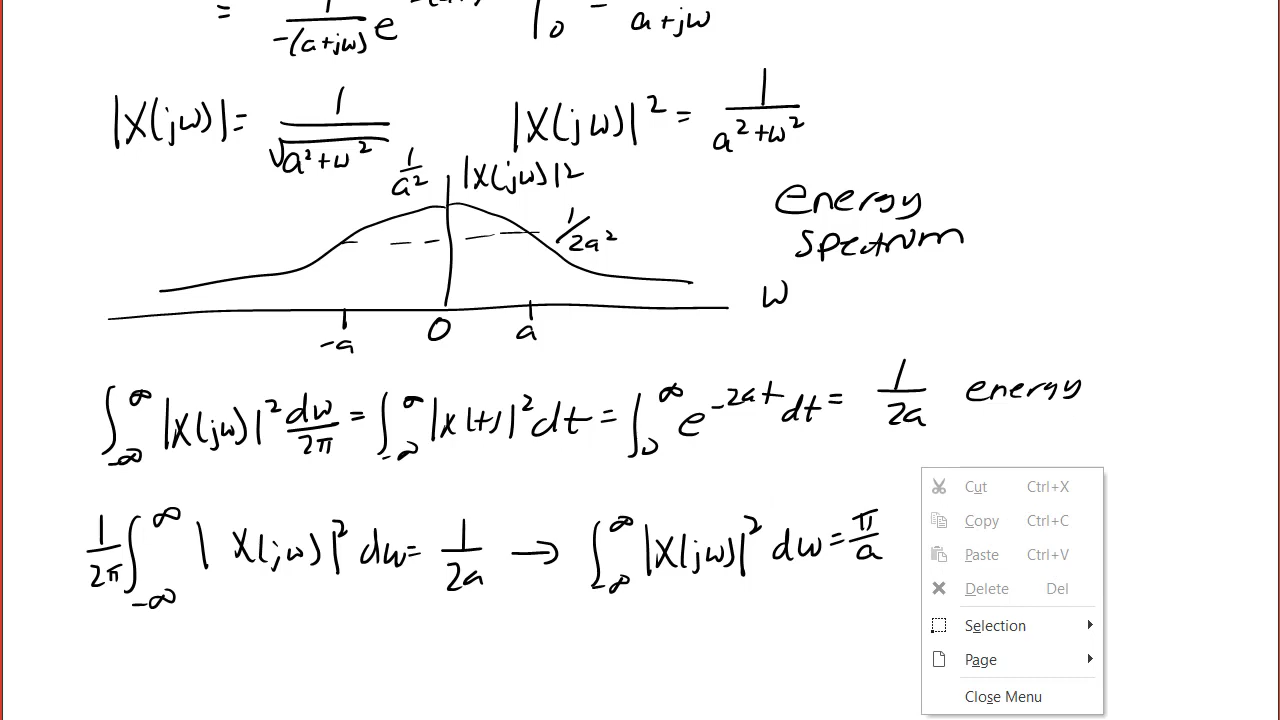 = 1/-(a+jω) e |₀ = a+jω
|X(jω)| = 1/√(a²+ω²) |X(jω)|² = 1/(a²+ω²)
1/a² |X(jω)|²
energy
spectrum
1/2a²
ω
-a 0 a
∫_{-∞}^{∞} |X(jω)|² dω/2π = ∫_{-∞}^{∞} |x(t)|² dt = ∫_0^∞ e^{-2at} dt = 1/2a energy
1/2π ∫_{-∞}^{∞} |X(jω)|² dω = 1/2a → ∫_{-∞}^{∞} |X(jω)|² dω = π/a
Cut Ctrl+X
Copy Ctrl+C
Paste Ctrl+V
Delete Del
Selection
Page
Close Menu